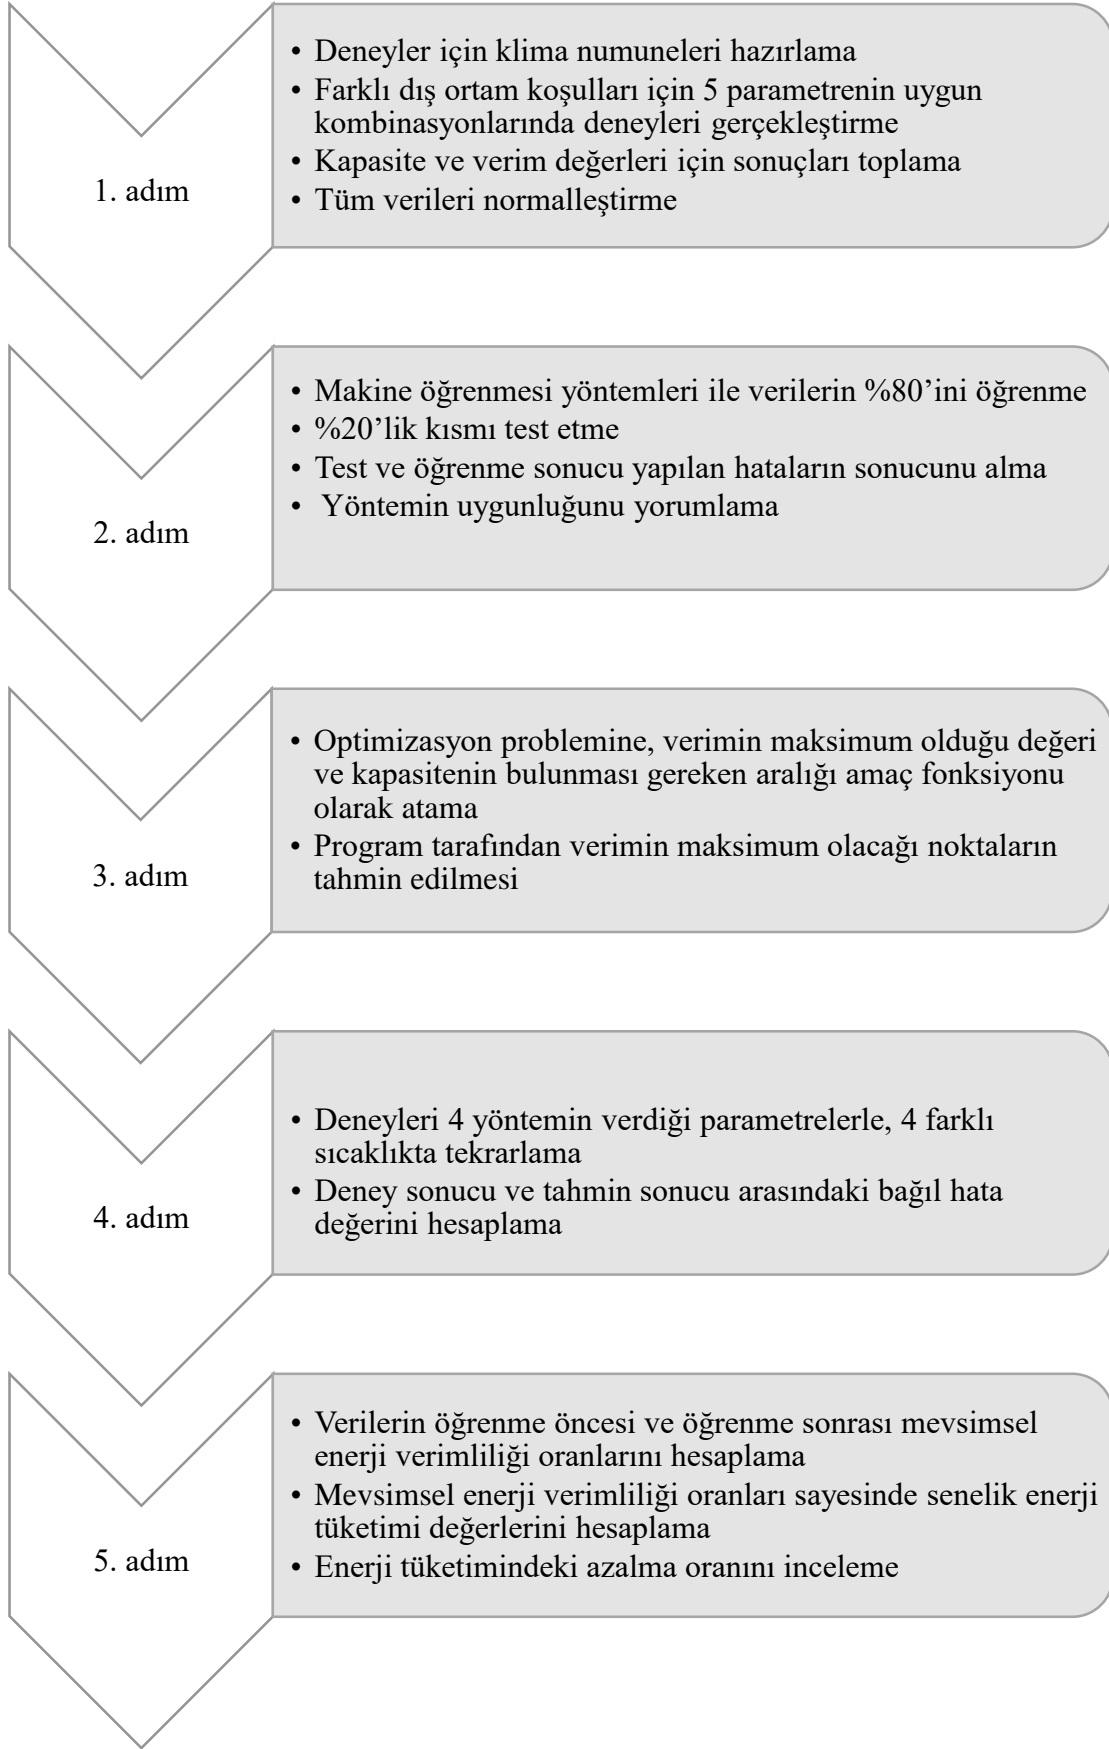 1. adım
• Deneyler için klima numuneleri hazırlama
• Farklı dış ortam koşulları için 5 parametrenin uygun
kombinasyonlarında deneyleri gerçekleştirme
• Kapasite ve verim değerleri için sonuçları toplama
• Tüm verileri normalleştirme
2. adım
• Makine öğrenmesi yöntemleri ile verilerin %80’ini öğrenme
• %20’lik kısmı test etme
• Test ve öğrenme sonucu yapılan hataların sonucunu alma
• Yöntemin uygunluğunu yorumlama
3. adım
• Optimizasyon problemine, verimin maksimum olduğu değeri
ve kapasitenin bulunması gereken aralığı amaç fonksiyonu
olarak atama
• Program tarafından verimin maksimum olacağı noktaların
tahmin edilmesi
4. adım
• Deneyleri 4 yöntemin verdiği parametrelerle, 4 farklı
sıcaklıkta tekrarlama
• Deney sonucu ve tahmin sonucu arasındaki bağıl hata
değerini hesaplama
5. adım
• Verilerin öğrenme öncesi ve öğrenme sonrası mevsimsel
enerji verimliliği oranlarını hesaplama
• Mevsimsel enerji verimliliği oranları sayesinde senelik enerji
tüketimi değerlerini hesaplama
• Enerji tüketimindeki azalma oranını inceleme